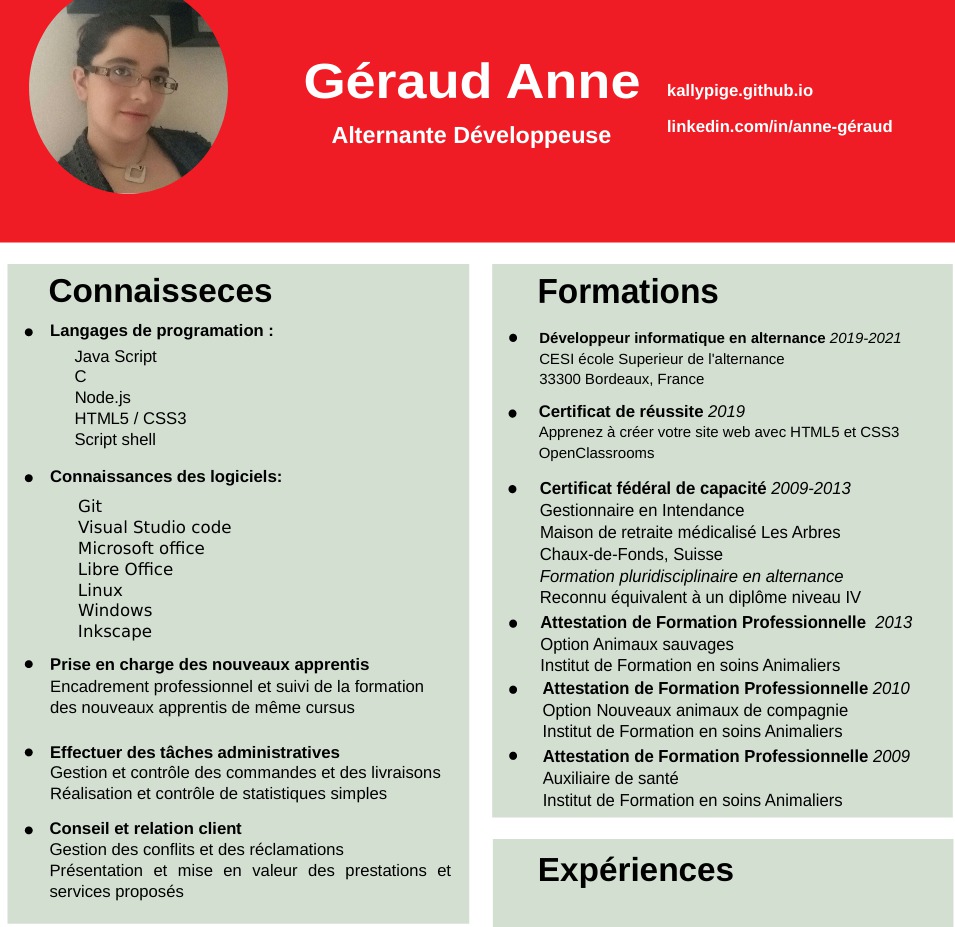 Géraud Anne
Alternante Développeuse
kallypige.github.io
linkedin.com/in/anne-géraud
Connaisseces
Langages de programation :
Java Script
C
Node.js
HTML5 / CSS3
Script shell
Connaissances des logiciels:
Git
Visual Studio code
Microsoft office
Libre Office
Linux
Windows
Inkscape
Prise en charge des nouveaux apprentis
Encadrement professionnel et suivi de la formation
des nouveaux apprentis de même cursus
Effectuer des tâches administratives
Gestion et contrôle des commandes et des livraisons
Réalisation et contrôle de statistiques simples
Conseil et relation client
Gestion des conflits et des réclamations
Présentation et mise en valeur des prestations et
services proposés
Formations
Développeur informatique en alternance 2019-2021
CESI école Superieur de l'alternance
33300 Bordeaux, France
Certificat de réussite 2019
Apprenez à créer votre site web avec HTML5 et CSS3
OpenClassrooms
Certificat fédéral de capacité 2009-2013
Gestionnaire en Intendance
Maison de retraite médicalisé Les Arbres
Chaux-de-Fonds, Suisse
Formation pluridisciplinaire en alternance
Reconnu équivalent à un diplôme niveau IV
Attestation de Formation Professionnelle 2013
Option Animaux sauvages
Institut de Formation en soins Animaliers
Attestation de Formation Professionnelle 2010
Option Nouveaux animaux de compagnie
Institut de Formation en soins Animaliers
Attestation de Formation Professionnelle 2009
Auxiliaire de santé
Institut de Formation en soins Animaliers
Expériences